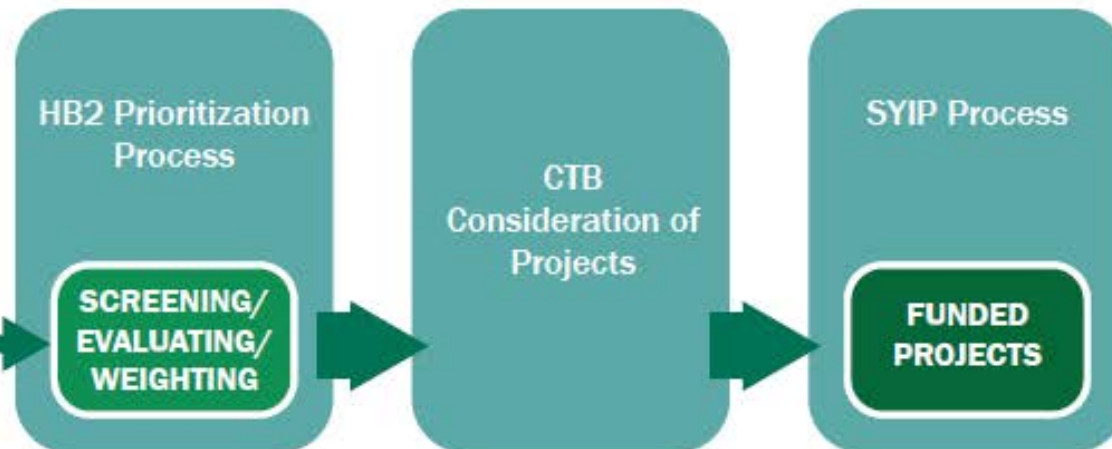 HB2 Prioritization
Process
SCREENING/
EVALUATING/
WEIGHTING
CTB
Consideration of
Projects
SYIP Process
FUNDED
PROJECTS